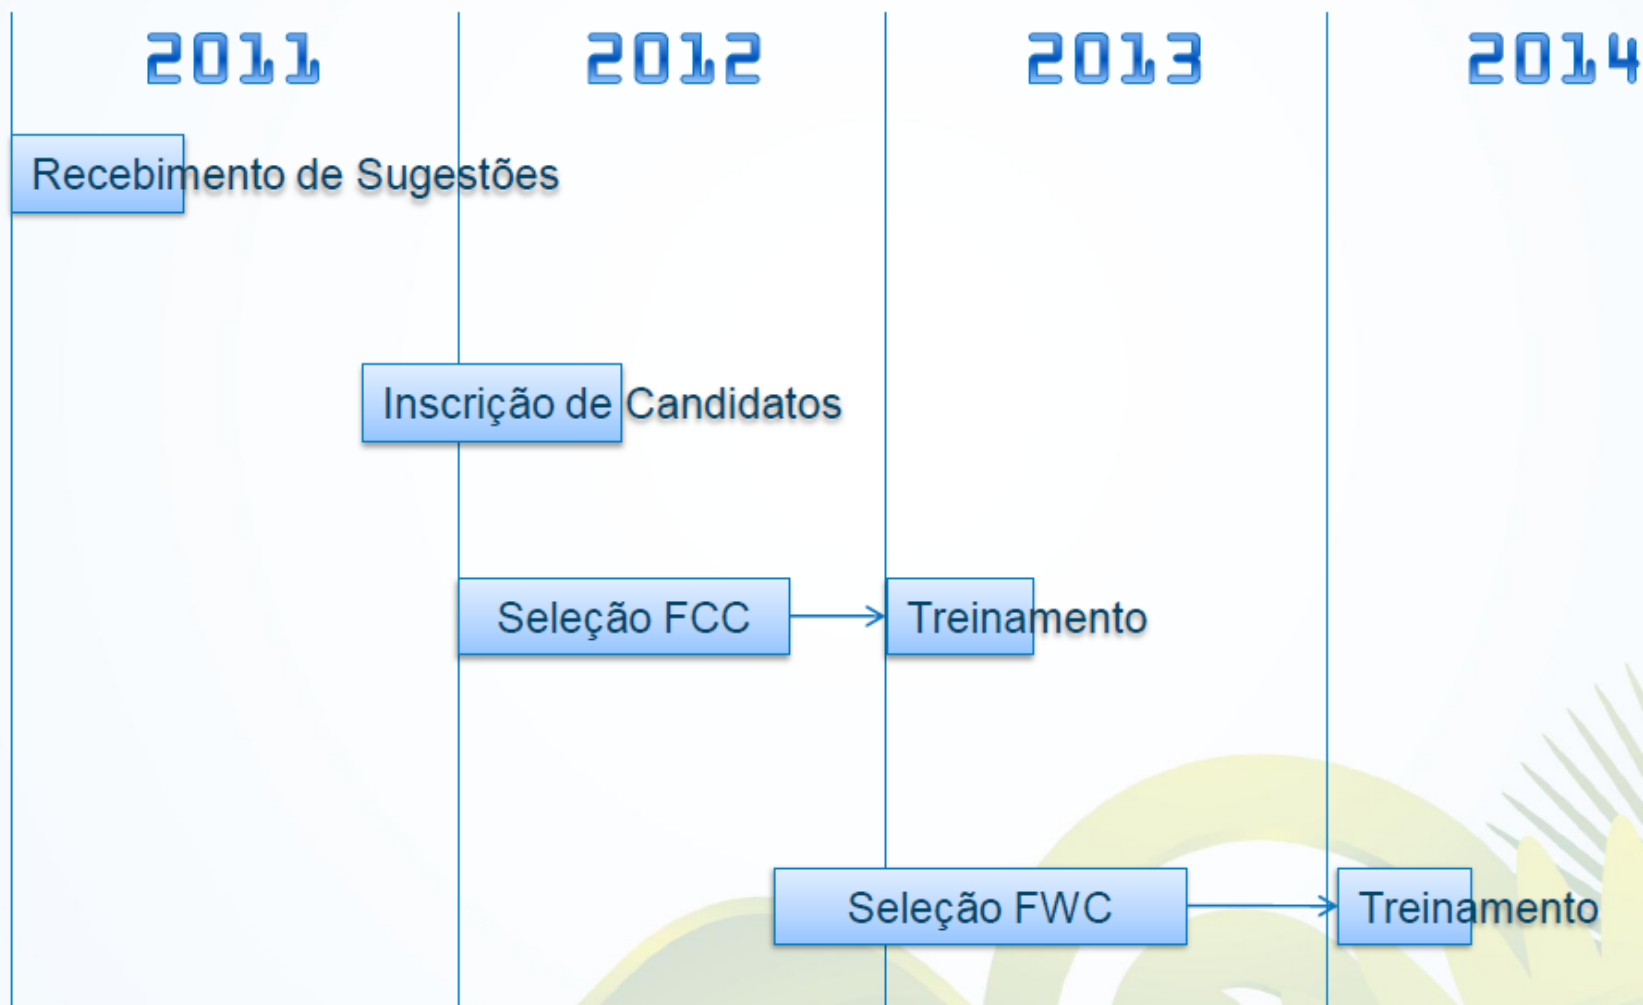 2011 2012 2013 2014
Recebimento de Sugestões
Inscrição de Candidatos
Seleção FCC Treinamento
Seleção FWC Treinamento